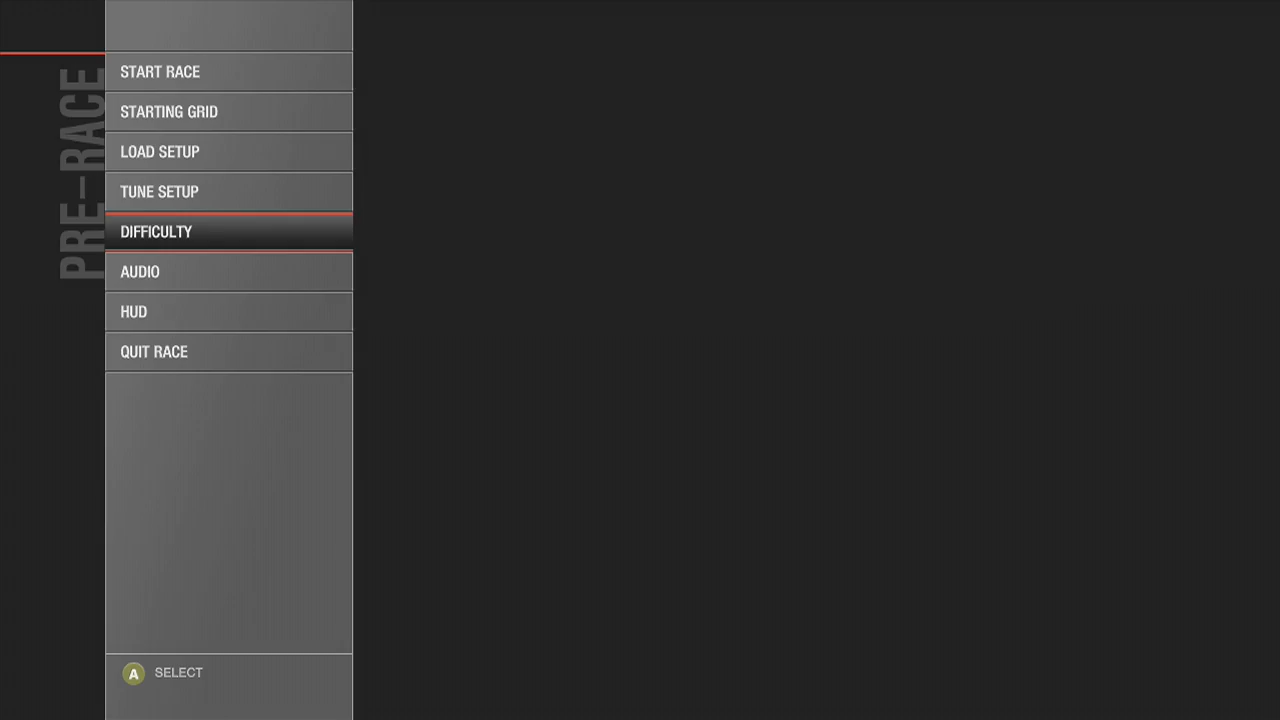 PRE-RACE
START RACE
STARTING GRID
LOAD SETUP
TUNE SETUP
DIFFICULTY
AUDIO
HUD
QUIT RACE
A SELECT